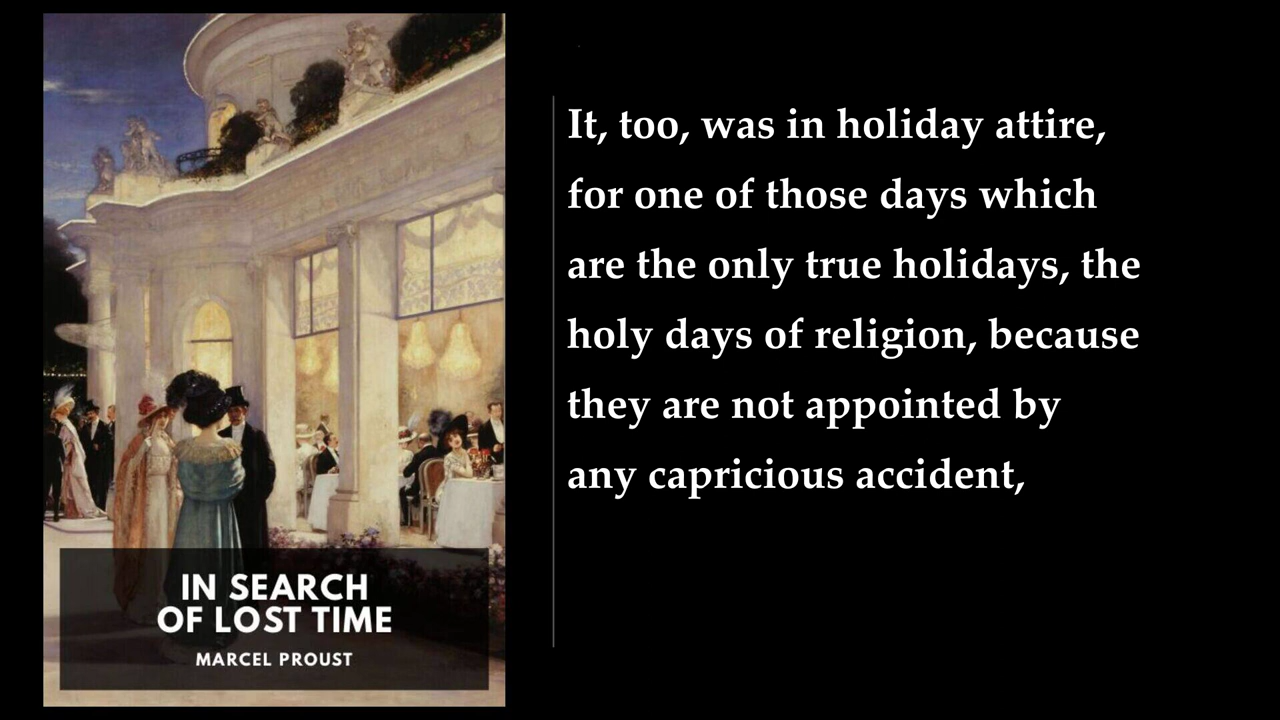 IN SEARCH
OF LOST TIME
MARCEL PROUST
It, too, was in holiday attire,
for one of those days which
are the only true holidays, the
holy days of religion, because
they are not appointed by
any capricious accident,